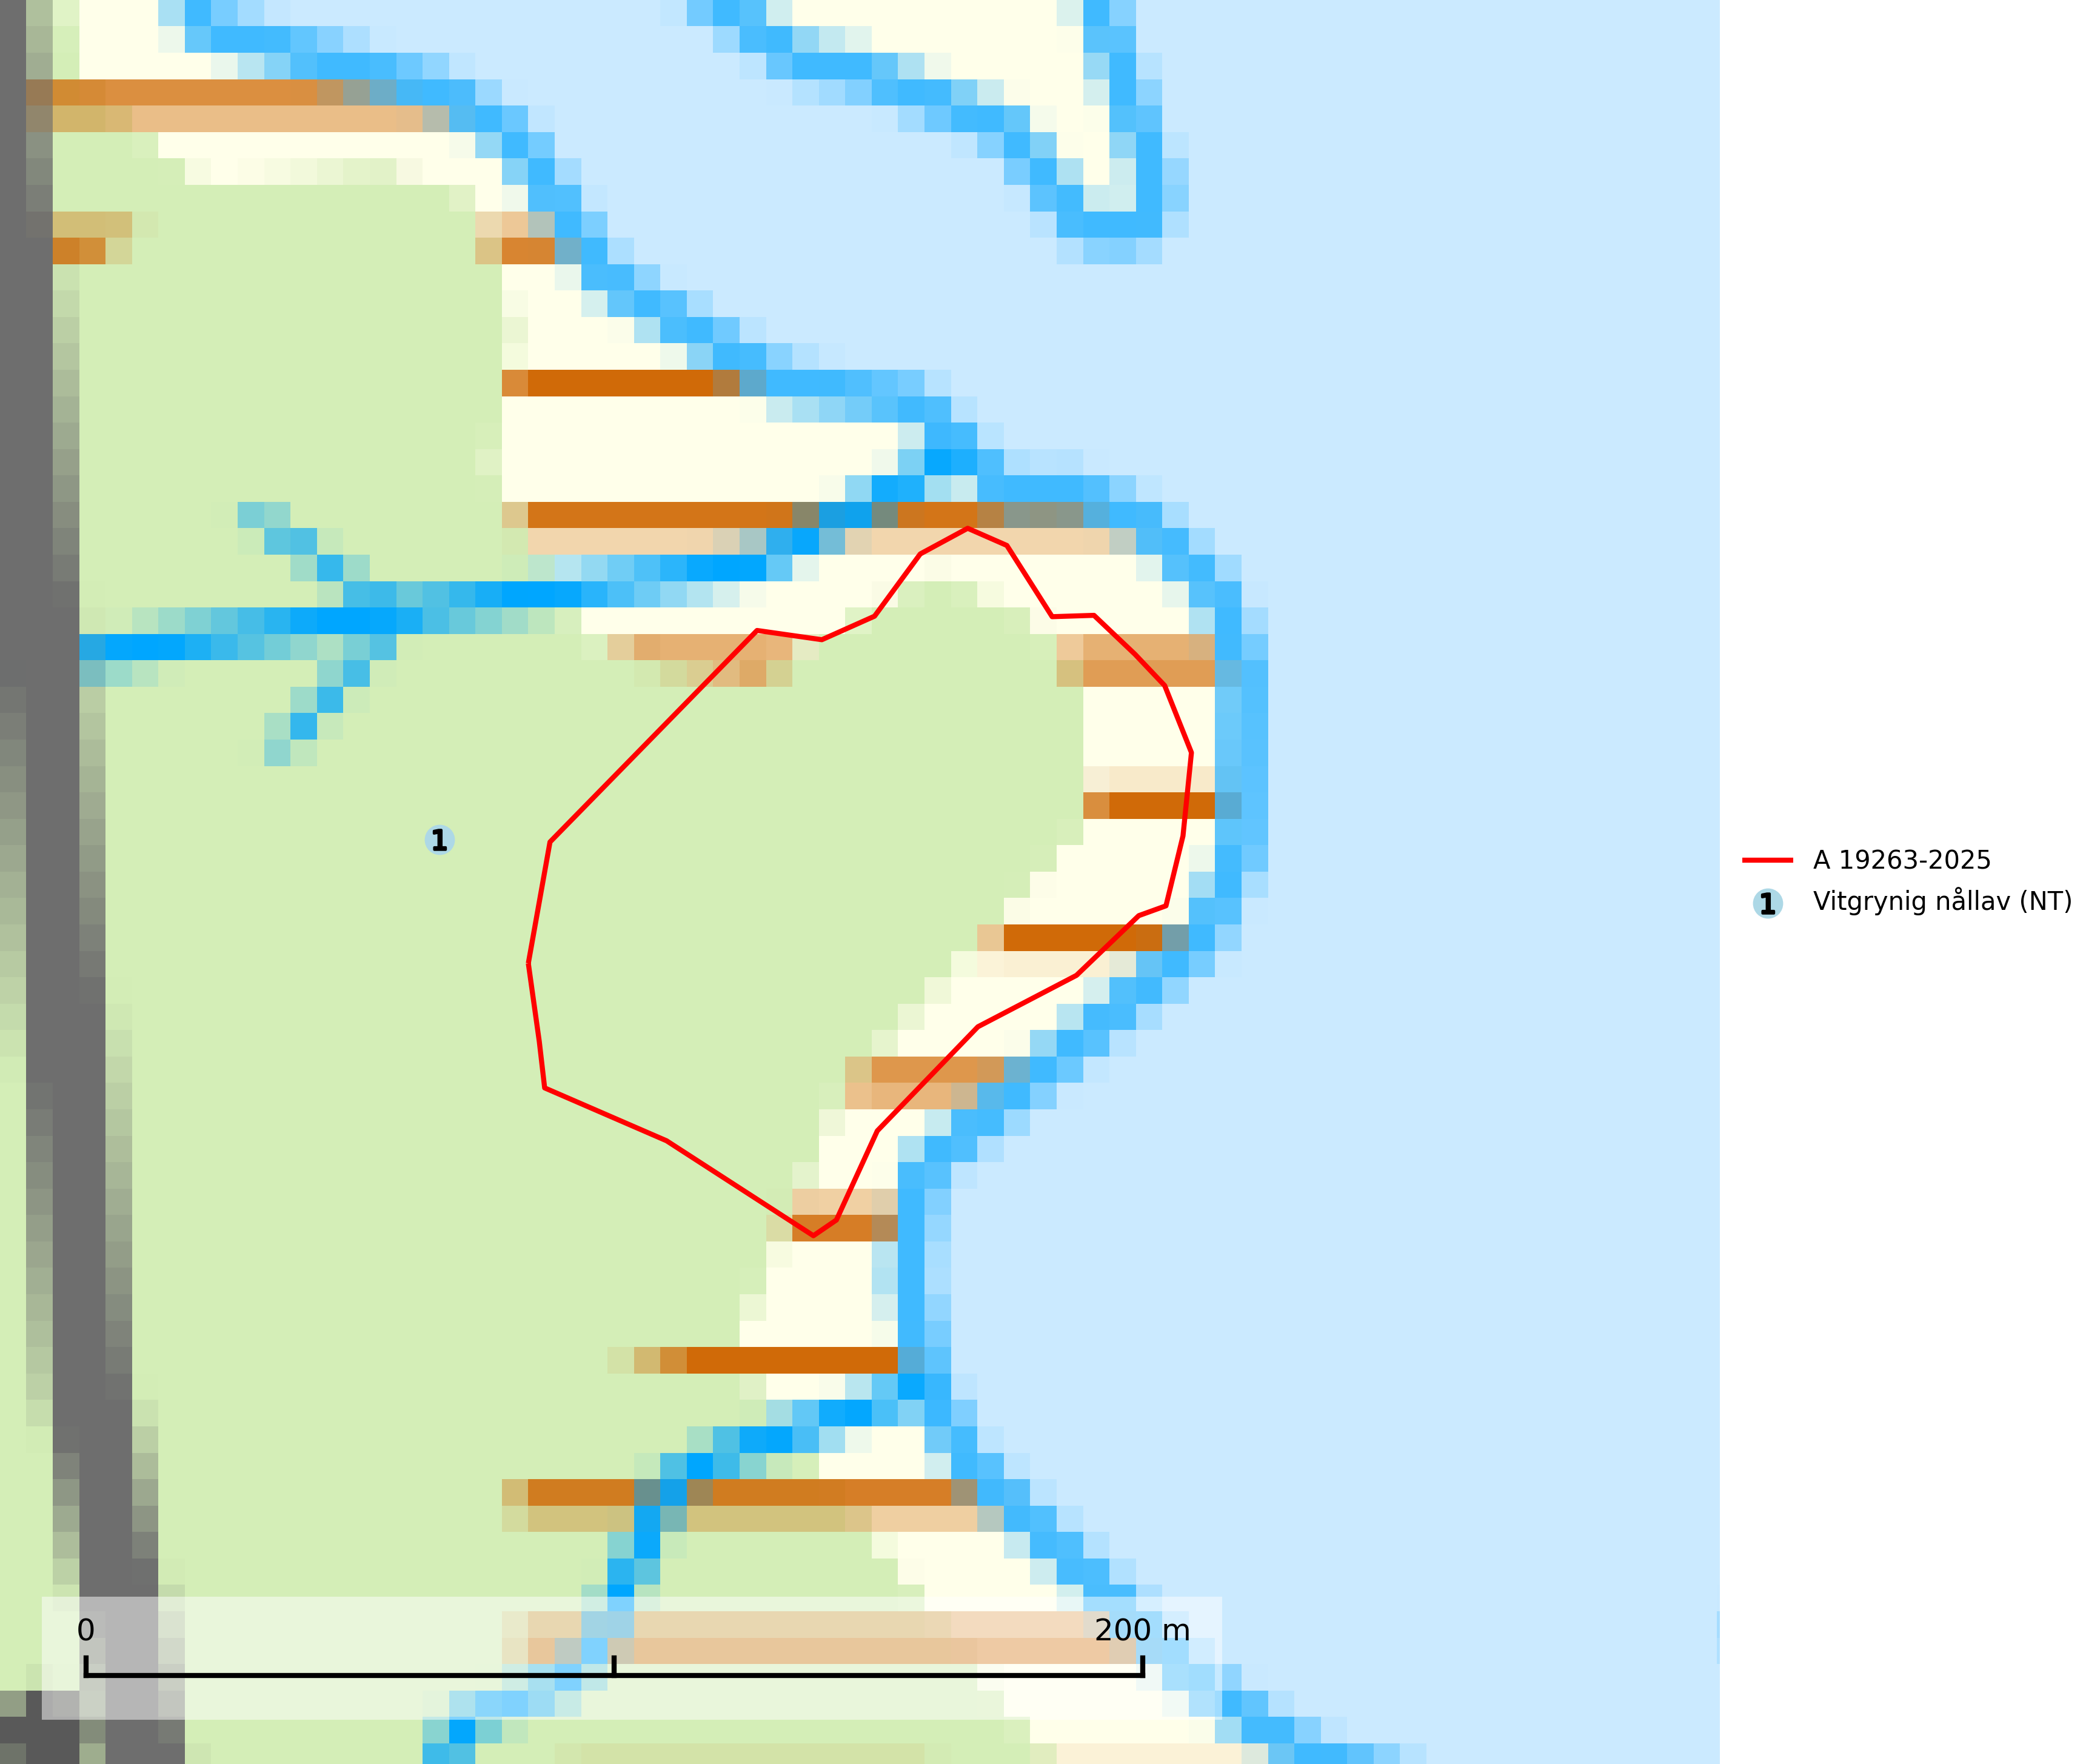 1
A 19263-2025
1 Vitgrynig nållav (NT)
0 200 m